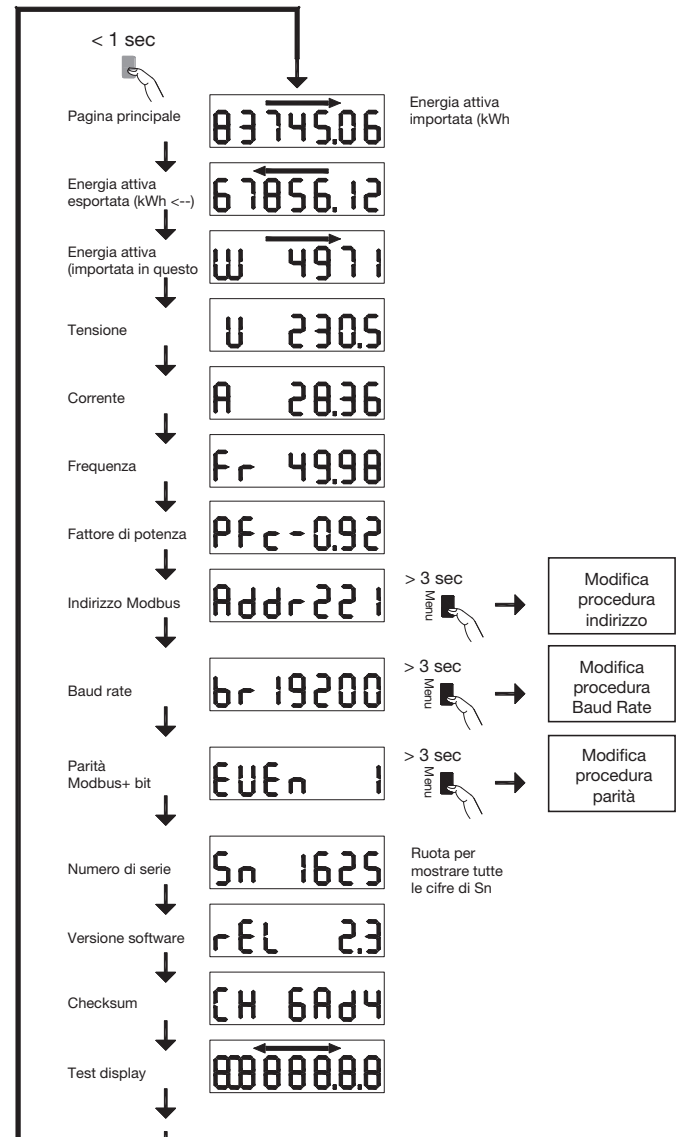 < 1 sec
Pagina principale
83745.06
Energia attiva
importata (kWh
Energia attiva
esportata (kWh <--)
67856.12
Energia attiva
(importata in questo
W 4971
Tensione
U 230.5
Corrente
A 28.36
Frequenza
Fr 49.98
Fattore di potenza
PFc-0.92
Indirizzo Modbus
Addr221
> 3 sec
Menu
Modifica
procedura
indirizzo
Baud rate
br 19200
> 3 sec
Menu
Modifica
procedura
Baud Rate
Parità
Modbus+ bit
EUEn 1
> 3 sec
Menu
Modifica
procedura
parità
Numero di serie
Sn 1625
Ruota per
mostrare tutte
le cifre di Sn
Versione software
rEL 2.3
Checksum
CH 6Ad4
Test display
88888.8.8